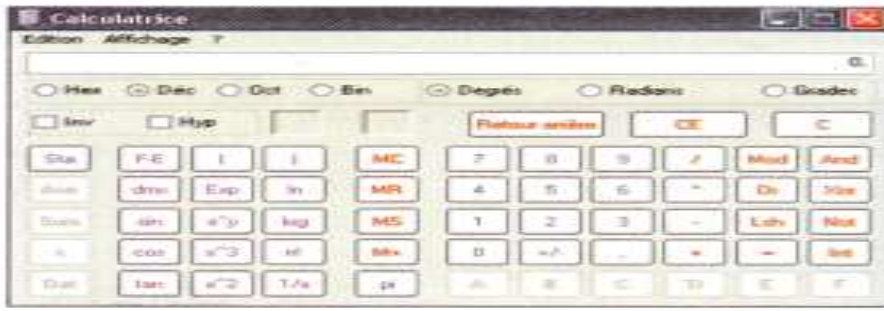 Calculatrice
Edition Affichage ?
0.
Hex Déc Oct Bin Degrés Radians Grades
Inv Hyp Retour arrière CE C
Sta F-E ( ) MC 7 8 9 / Mod And
Ave dms Exp ln MR 4 5 6 * Or Xor
Sum sin x^y log MS 1 2 3 - Lsh Not
s cos x^3 n! M+ 0 +/- . + = Int
Dat tan x^2 1/x pi A B C D E F